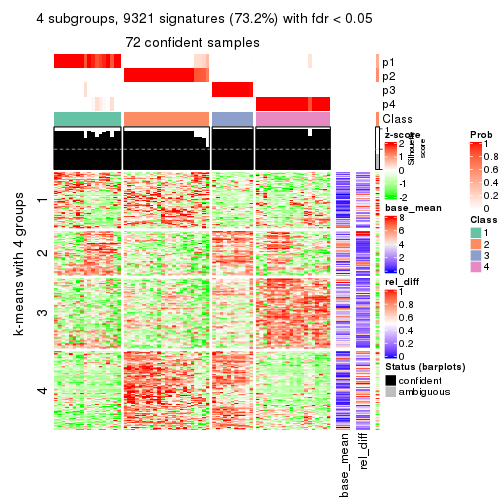 4 subgroups, 9321 signatures (73.2%) with fdr < 0.05
72 confident samples
p1
p2
p3
p4
Class
1
Silhouette
score
k-means with 4 groups
1
2
3
4
base_mean
rel_diff
z-score
2
1
0
-1
-2
base_mean
8
6
4
2
0
rel_diff
1
0.8
0.6
0.4
0.2
0
Status (barplots)
confident
ambiguous
Prob
1
0.8
0.6
0.4
0.2
0
Class
1
2
3
4